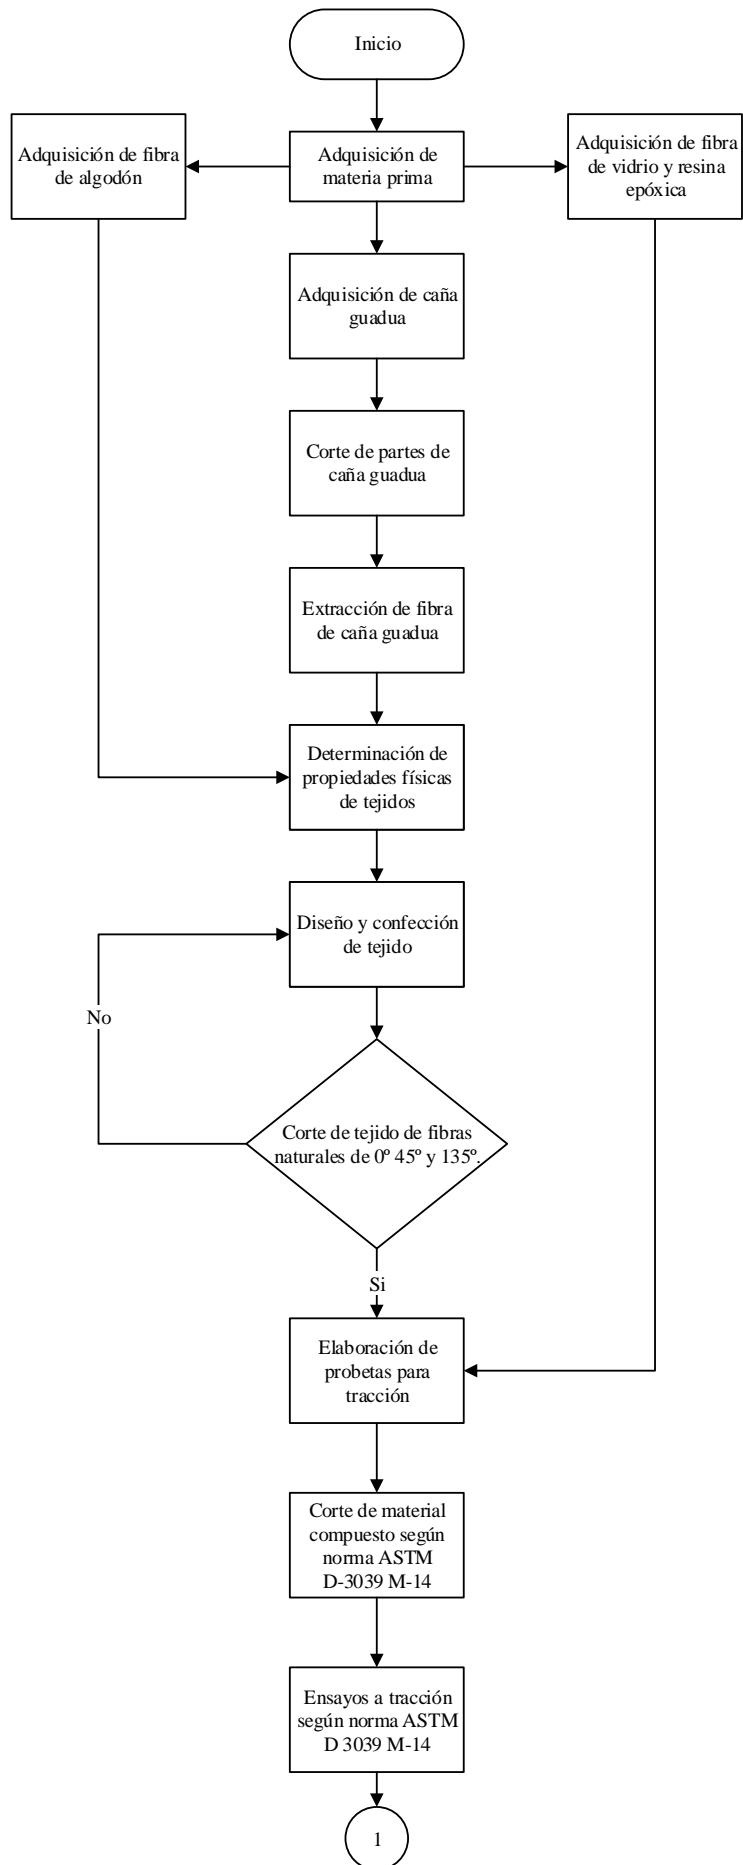 Inicio
Adquisición de fibra
de algodón
Adquisición de
materia prima
Adquisición de fibra
de vidrio y resina
epóxica
Adquisición de caña
guadua
Corte de partes de
caña guadua
Extracción de fibra
de caña guadua
Determinación de
propiedades físicas
de tejidos
Diseño y confección
de tejido
No
Corte de tejido de fibras
naturales de 0º 45º y 135º.
Si
Elaboración de
probetas para
tracción
Corte de material
compuesto según
norma ASTM
D-3039 M-14
Ensayos a tracción
según norma ASTM
D 3039 M-14
1